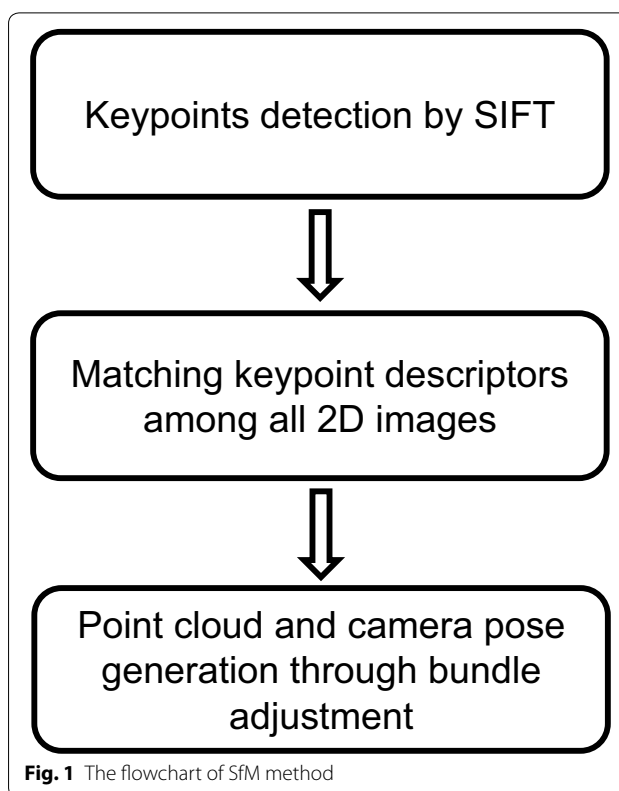 Keypoints detection by SIFT
Matching keypoint descriptors
among all 2D images
Point cloud and camera pose
generation through bundle
adjustment
Fig. 1 The flowchart of SfM method